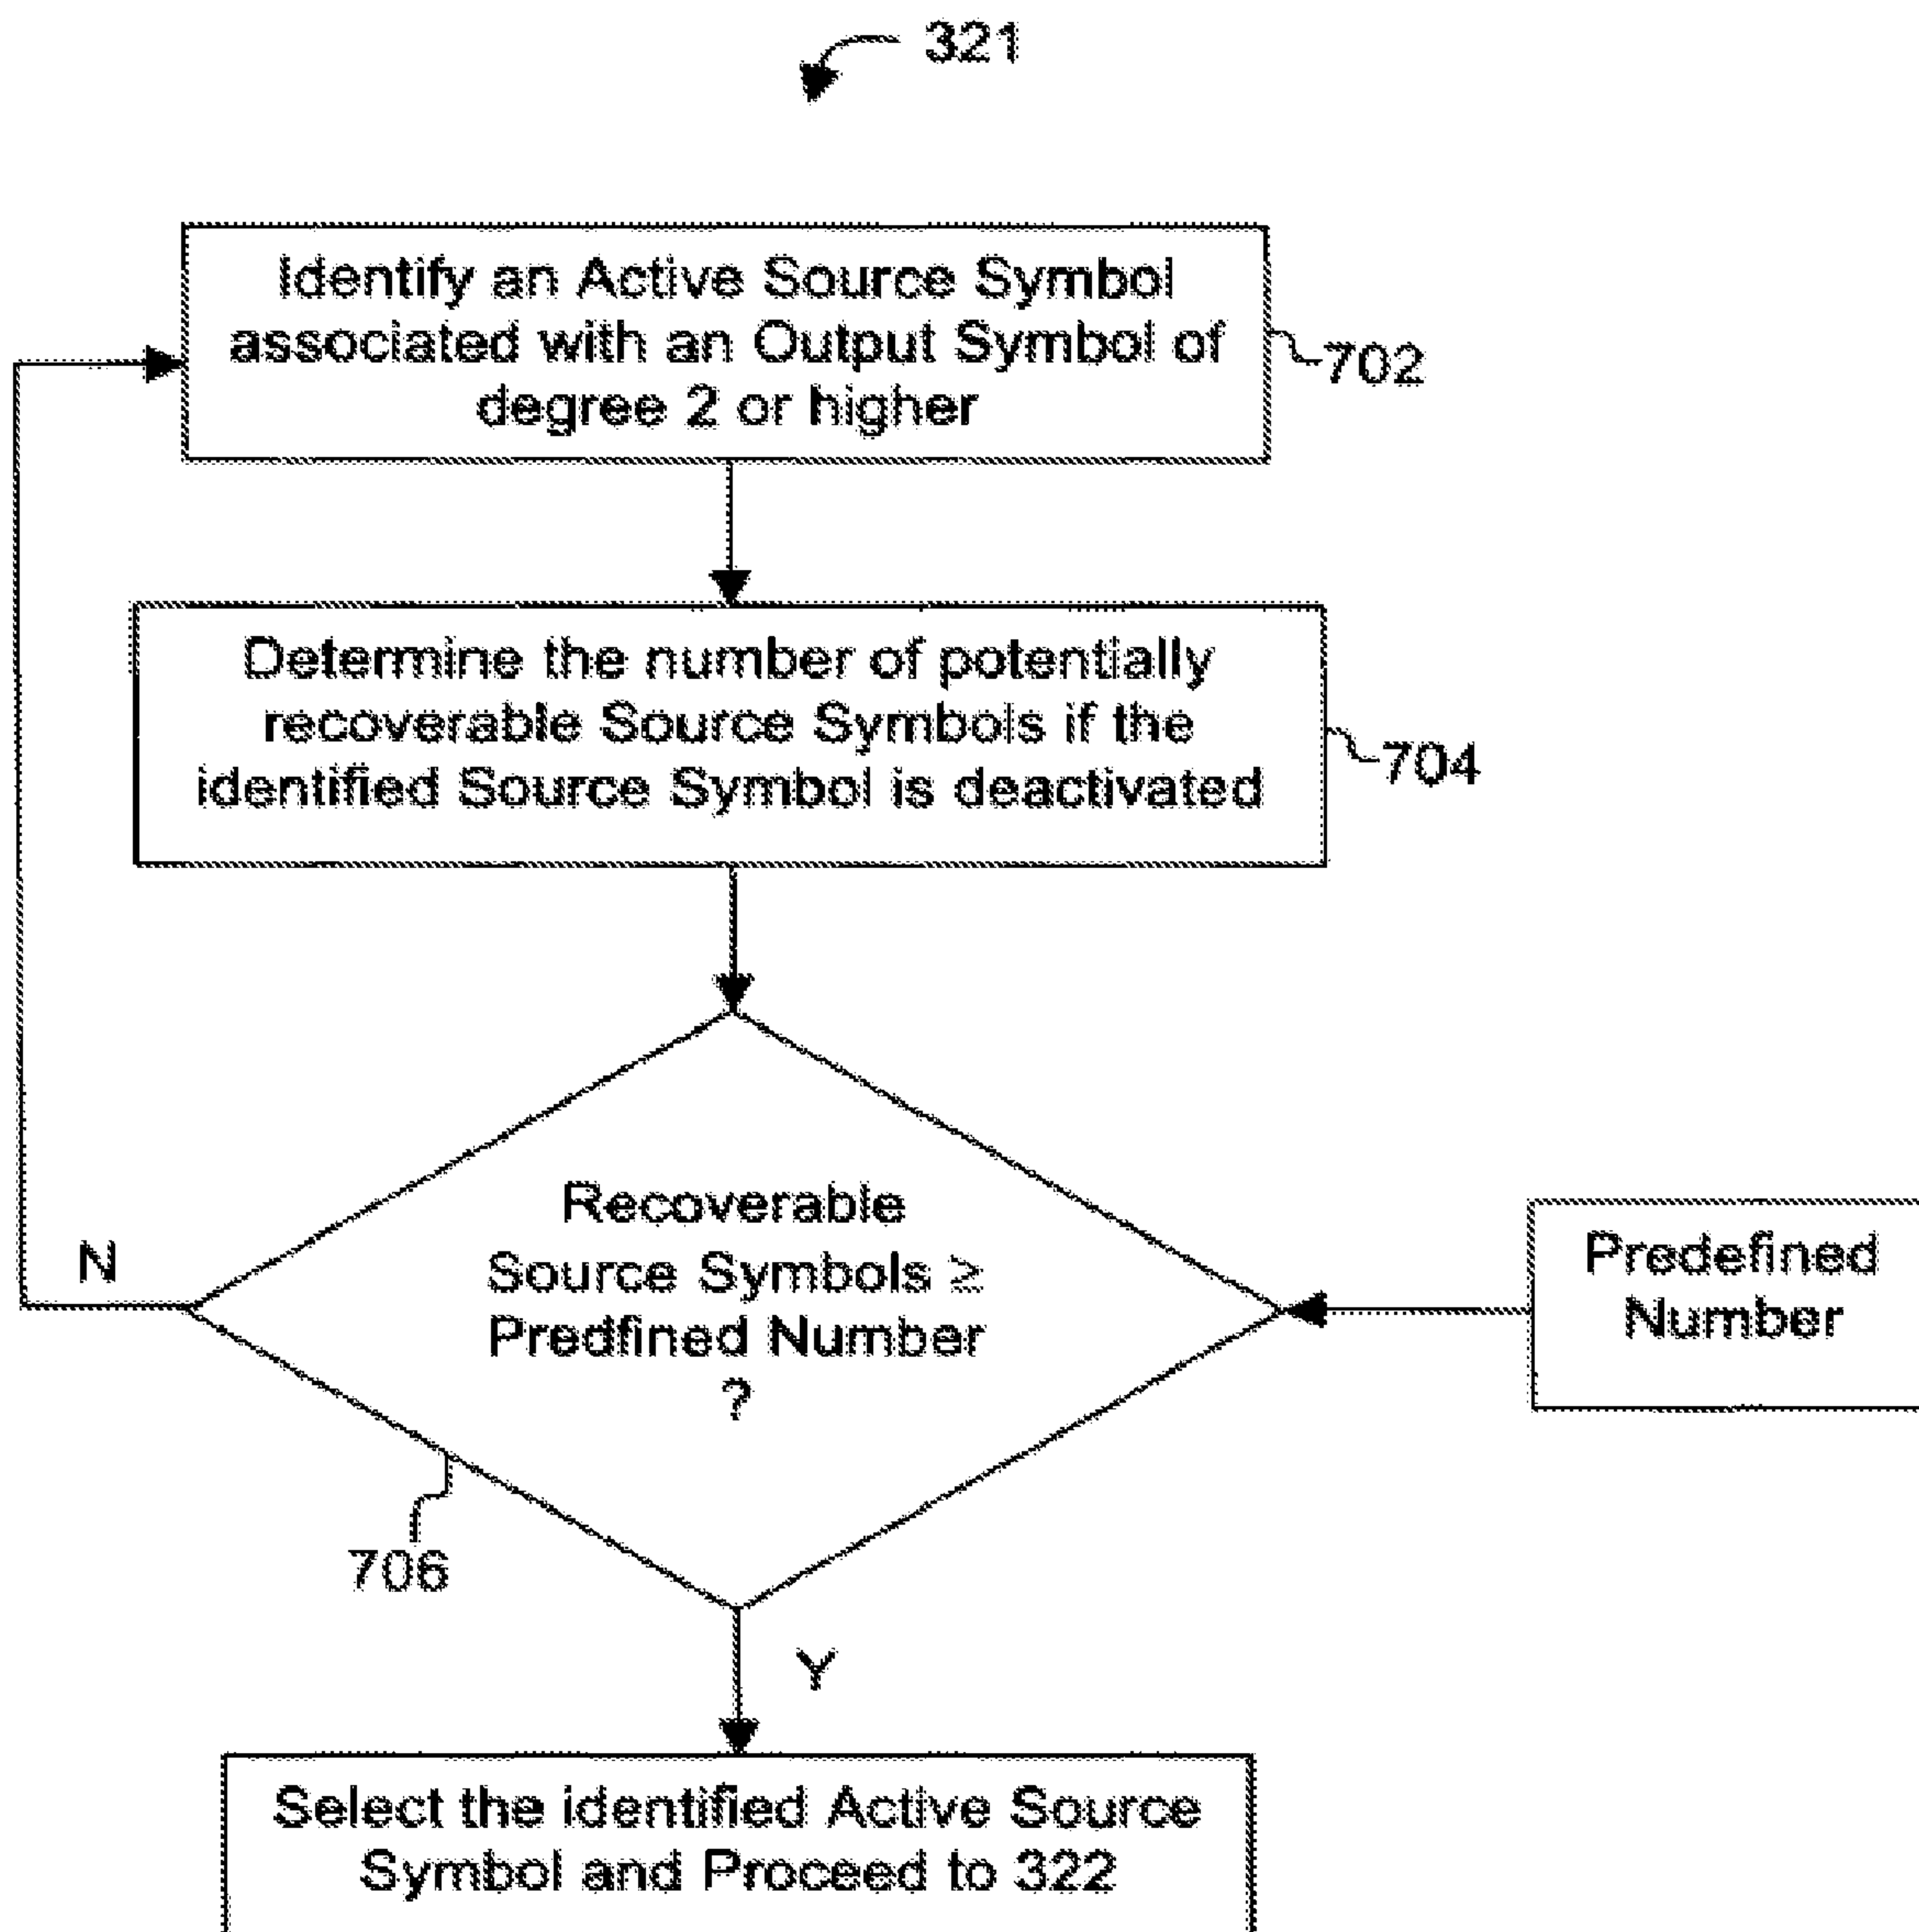 321
Identify an Active Source Symbol
associated with an Output Symbol of
degree 2 or higher
702
Determine the number of potentially
recoverable Source Symbols if the
identified Source Symbol is deactivated
704
Recoverable
Source Symbols ≥
Predfined Number
?
N
Predefined
Number
706
Y
Select the identified Active Source
Symbol and Proceed to 322